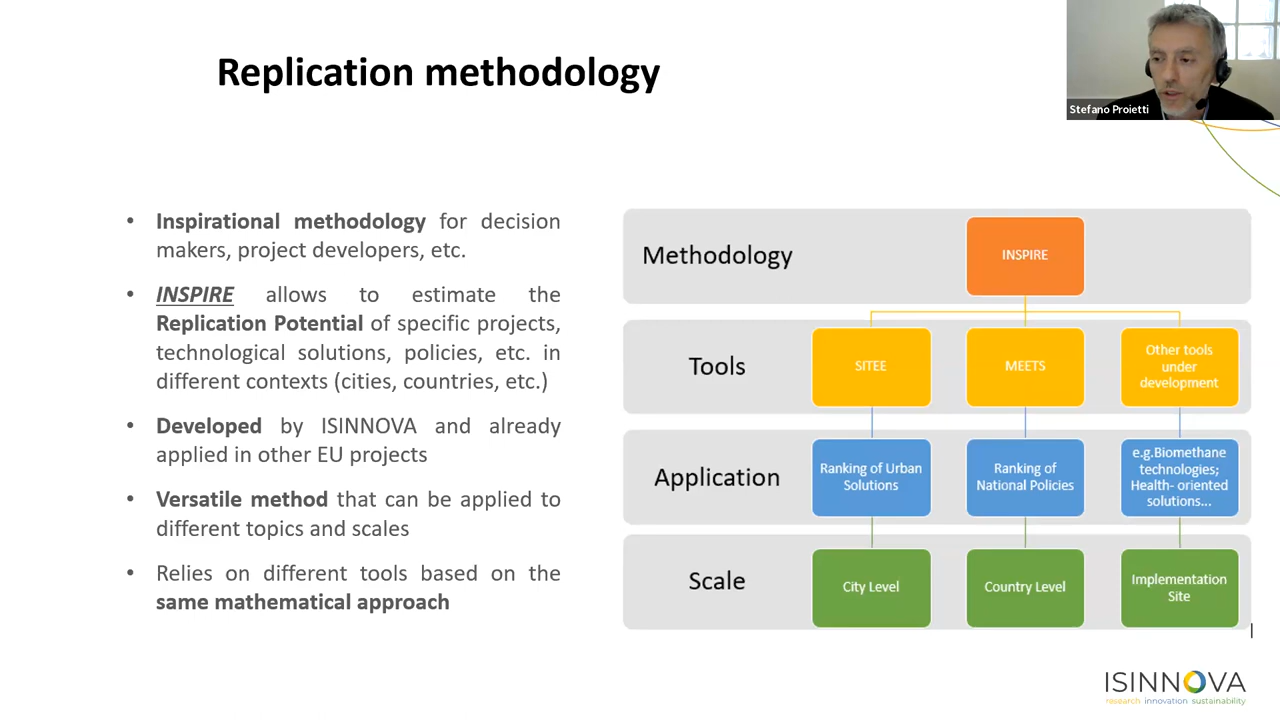 Replication methodology
Stefano Proietti
• Inspirational methodology for decision
makers, project developers, etc.
• INSPIRE allows to estimate the
Replication Potential of specific projects,
technological solutions, policies, etc. in
different contexts (cities, countries, etc.)
• Developed by ISINNOVA and already
applied in other EU projects
• Versatile method that can be applied to
different topics and scales
• Relies on different tools based on the
same mathematical approach
Methodology
INSPIRE
Tools
SITEE
MEETS
Other tools
under
development
Application
Ranking of Urban
Solutions
Ranking of
National Policies
e.g.Biomethane
technologies;
Health- oriented
solutions...
Scale
City Level
Country Level
Implementation
Site
ISINNOVA
research innovation sustainability